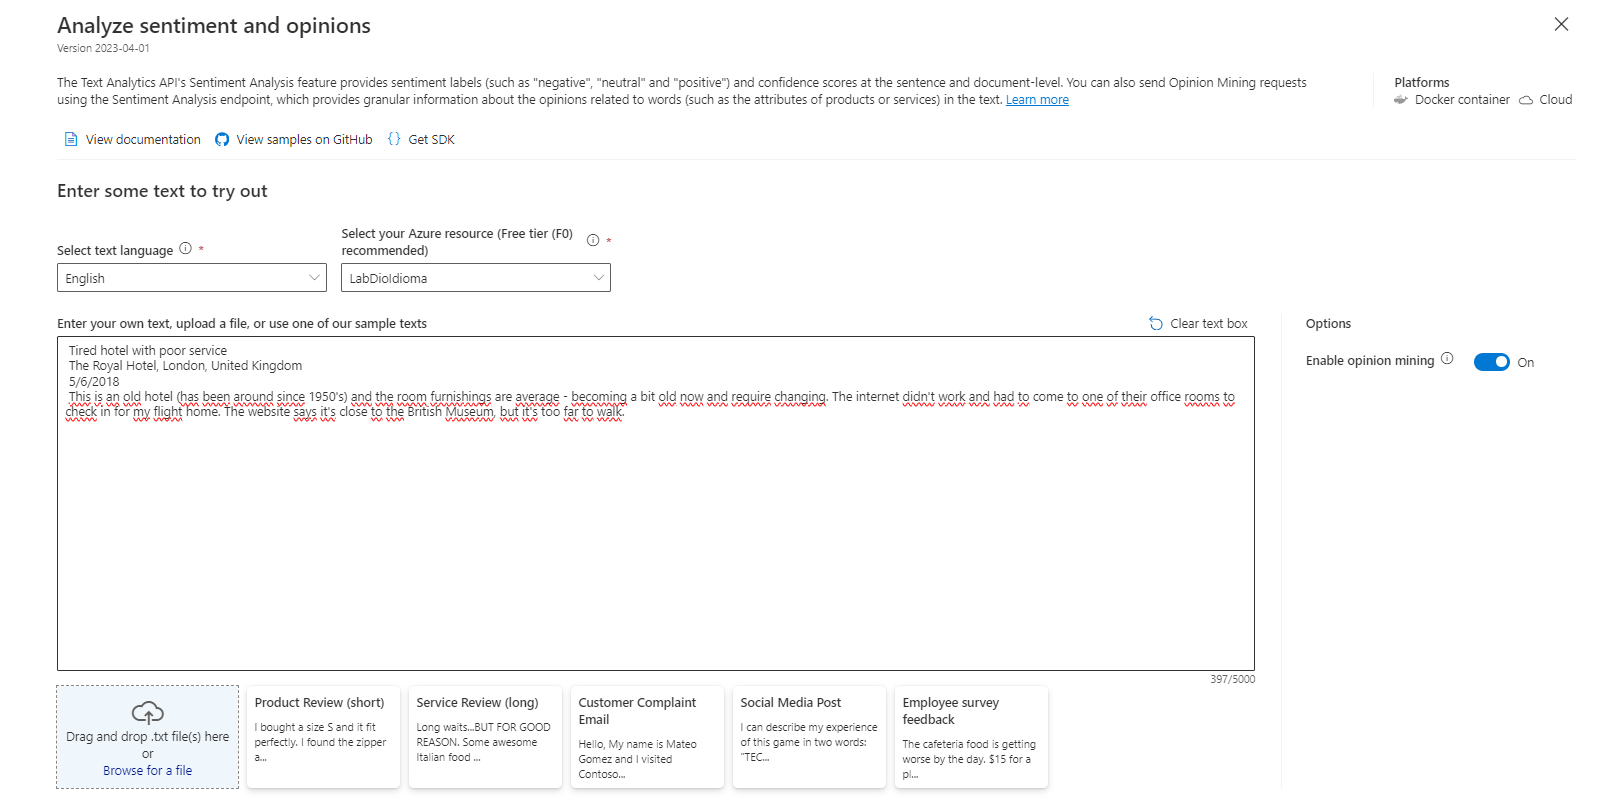 Analyze sentiment and opinions
Version 2023-04-01
The Text Analytics API's Sentiment Analysis feature provides sentiment labels (such as "negative", "neutral" and "positive") and confidence scores at the sentence and document-level. You can also send Opinion Mining requests
using the Sentiment Analysis endpoint, which provides granular information about the opinions related to words (such as the attributes of products or services) in the text. Learn more
Platforms
Docker container Cloud
View documentation View samples on GitHub {} Get SDK
Enter some text to try out
Select text language *
English
Select your Azure resource (Free tier (F0)
recommended) *
LabDioIdioma
Enter your own text, upload a file, or use one of our sample texts
Clear text box
Tired hotel with poor service
The Royal Hotel, London, United Kingdom
5/6/2018
This is an old hotel (has been around since 1950's) and the room furnishings are average - becoming a bit old now and require changing. The internet didn't work and had to come to one of their office rooms to
check in for my flight home. The website says it's close to the British Museum, but it's too far to walk.
397/5000
Options
Enable opinion mining On
Drag and drop .txt file(s) here
or
Browse for a file
Product Review (short)
I bought a size S and it fit
perfectly. I found the zipper
a...
Service Review (long)
Long waits...BUT FOR GOOD
REASON. Some awesome
Italian food ...
Customer Complaint
Email
Hello, My name is Mateo
Gomez and I visited
Contoso...
Social Media Post
I can describe my experience
of this game in two words:
"TEC...
Employee survey
feedback
The cafeteria food is getting
worse by the day. $15 for a
pl...